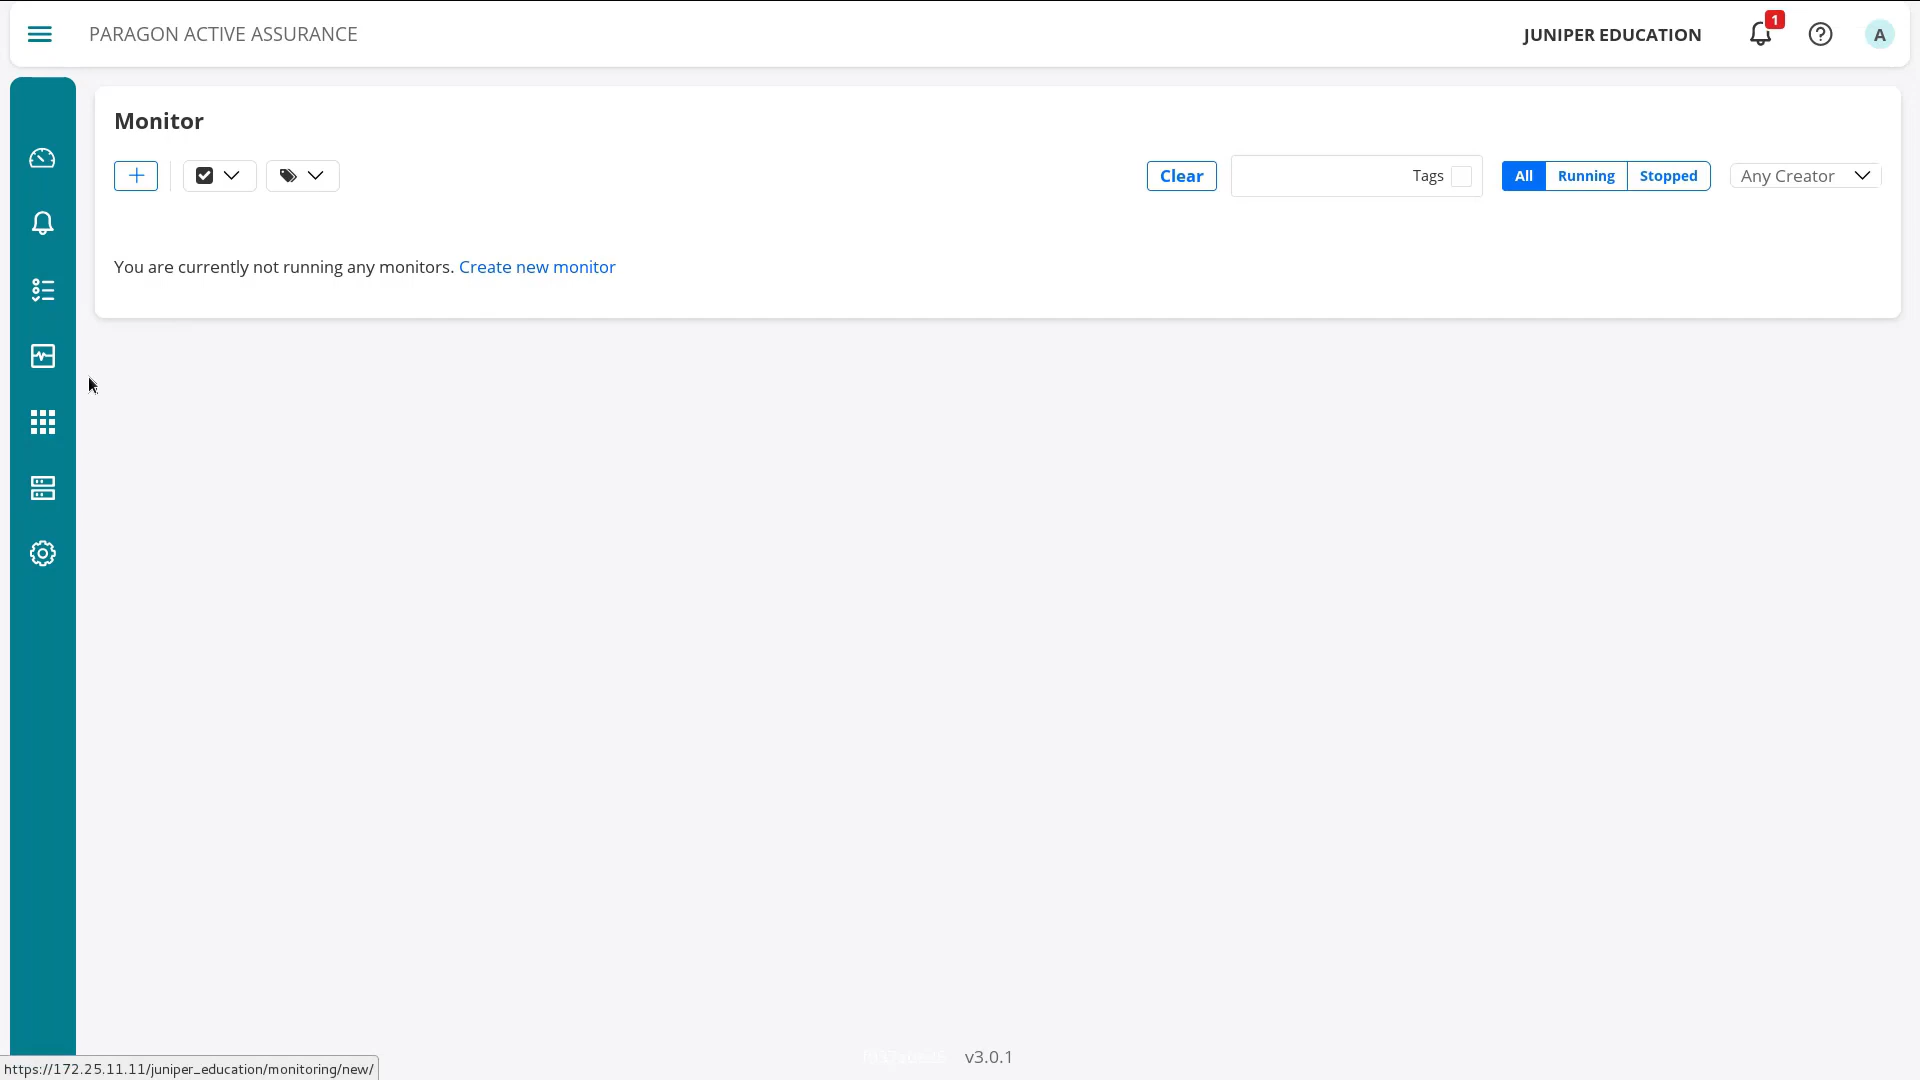 PARAGON ACTIVE ASSURANCE
JUNIPER EDUCATION
1
A
Monitor
Clear
Tags
All
Running
Stopped
Any Creator
You are currently not running any monitors. Create new monitor
v3.0.1
https://172.25.11.11/juniper_education/monitoring/new/